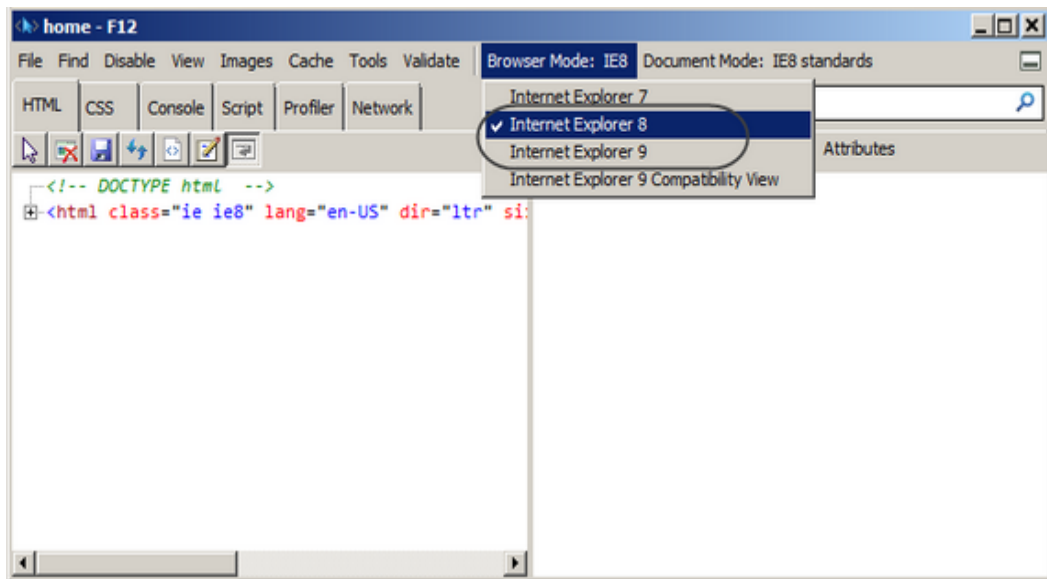 home - F12
File Find Disable View Images Cache Tools Validate Browser Mode: IE8 Document Mode: IE8 standards
HTML CSS Console Script Profiler Network
Internet Explorer 7
Internet Explorer 8
Internet Explorer 9
Internet Explorer 9 Compatibility View
Attributes
<!-- DOCTYPE html -->
<html class="ie ie8" lang="en-US" dir="ltr" si